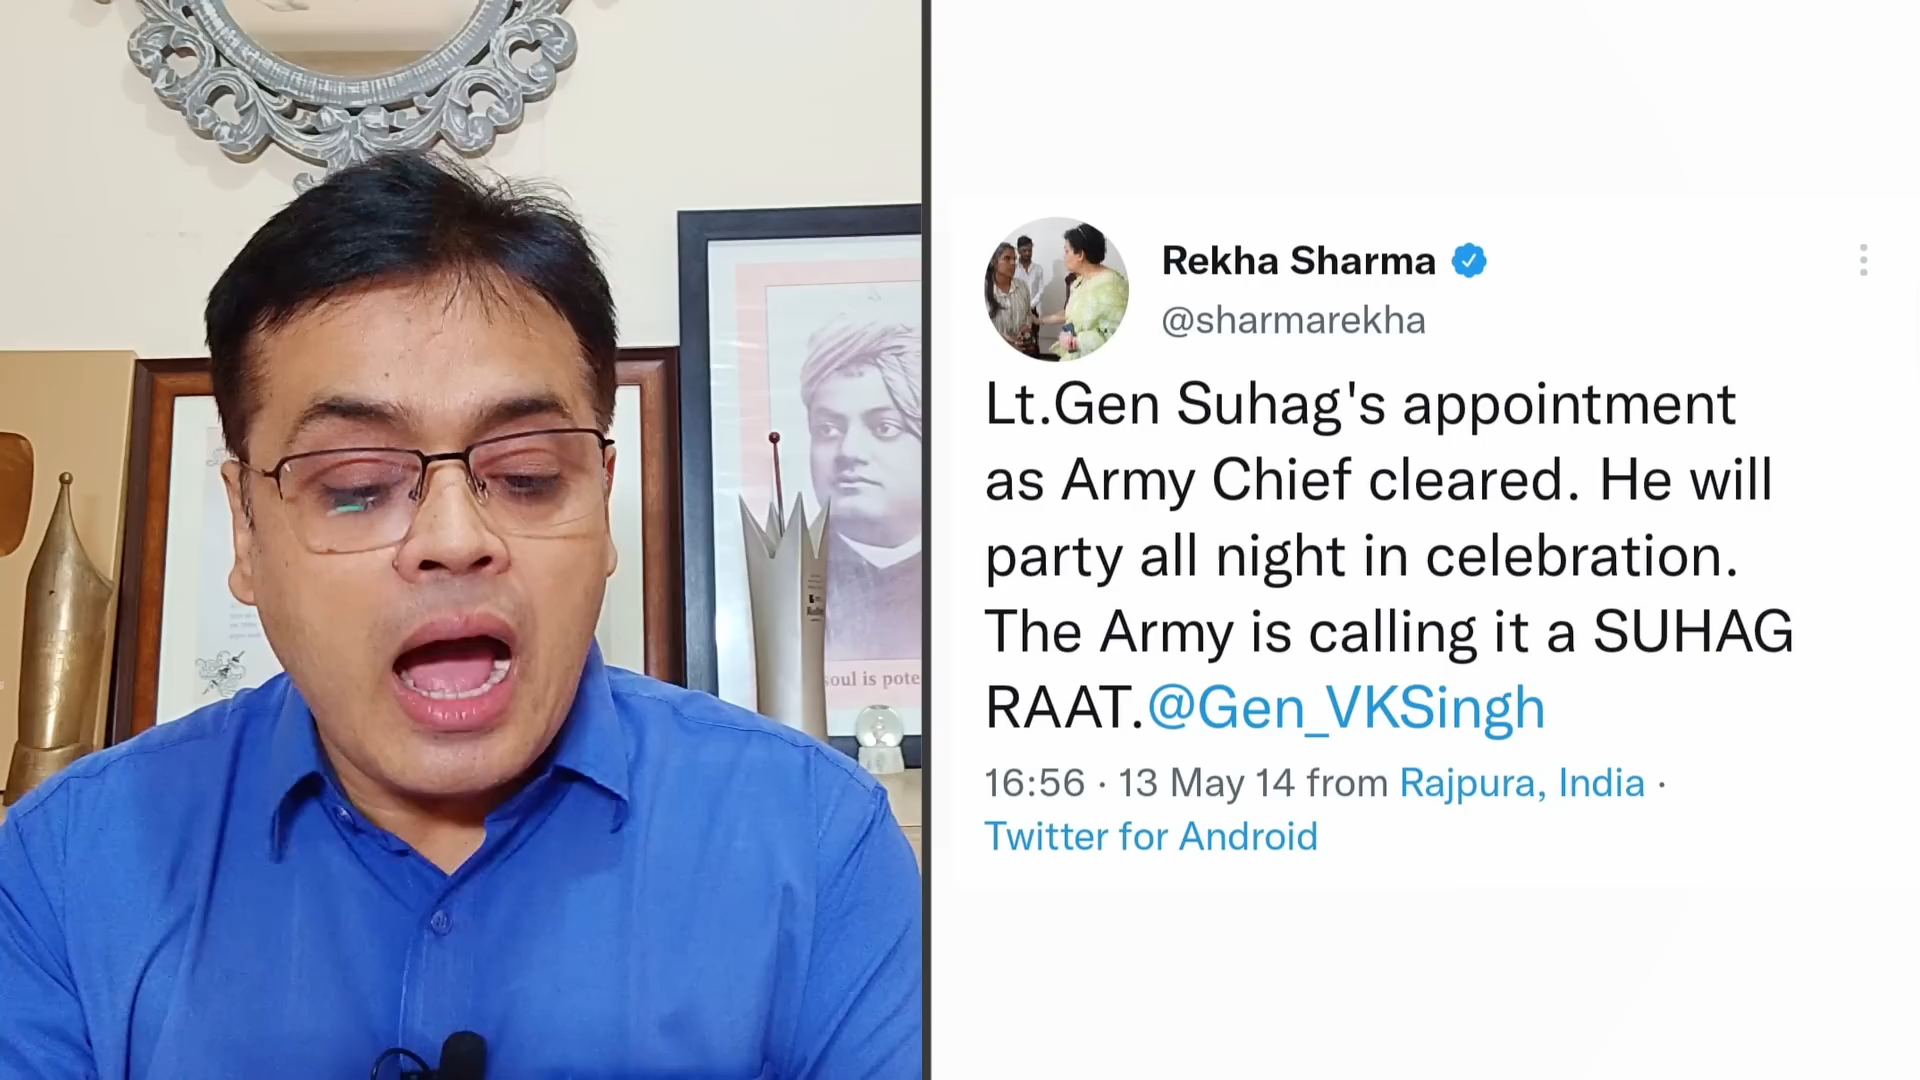 Rekha Sharma
@sharmarekha
Lt.Gen Suhag's appointment
as Army Chief cleared. He will
party all night in celebration.
The Army is calling it a SUHAG
RAAT.@Gen_VKSingh
16:56 · 13 May 14 from Rajpura, India ·
Twitter for Android
soul is pote